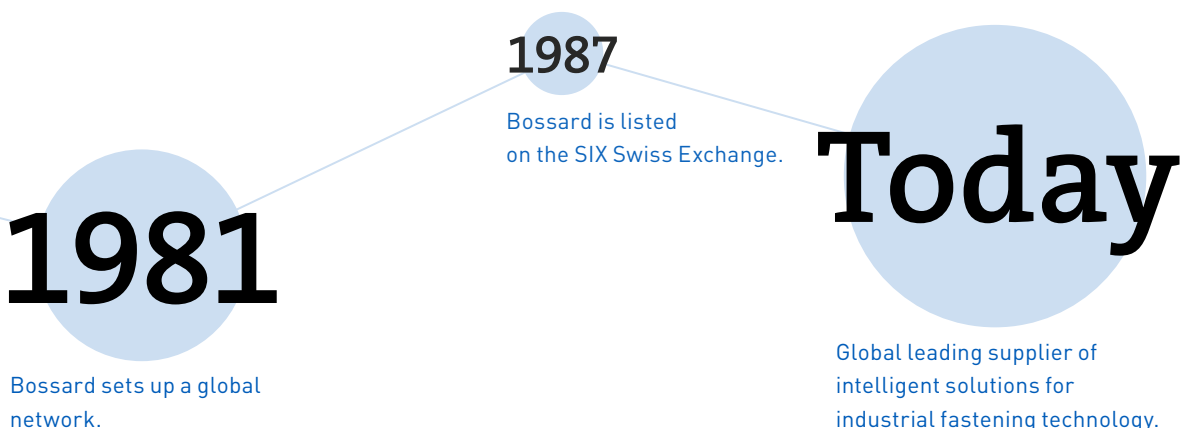 1981
Bossard sets up a global
network.
1987
Bossard is listed
on the SIX Swiss Exchange.
Today
Global leading supplier of
intelligent solutions for
industrial fastening technology.